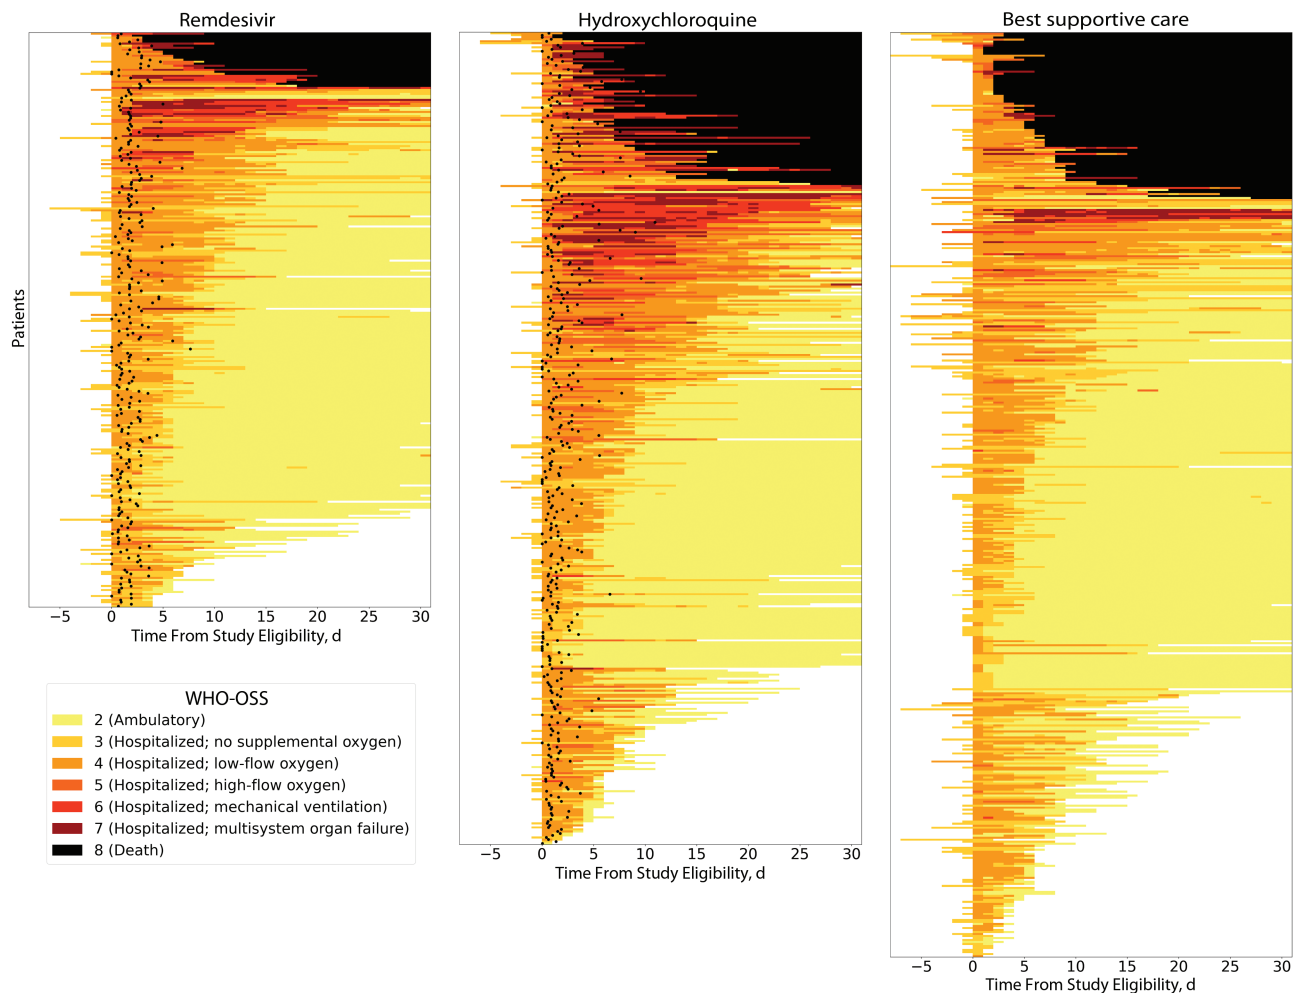 Remdesivir
Hydroxychloroquine
Best supportive care
Patients
−5 0 5 10 15 20 25 30
Time From Study Eligibility, d
−5 0 5 10 15 20 25 30
Time From Study Eligibility, d
−5 0 5 10 15 20 25 30
Time From Study Eligibility, d
WHO-OSS
2 (Ambulatory)
3 (Hospitalized; no supplemental oxygen)
4 (Hospitalized; low-flow oxygen)
5 (Hospitalized; high-flow oxygen)
6 (Hospitalized; mechanical ventilation)
7 (Hospitalized; multisystem organ failure)
8 (Death)